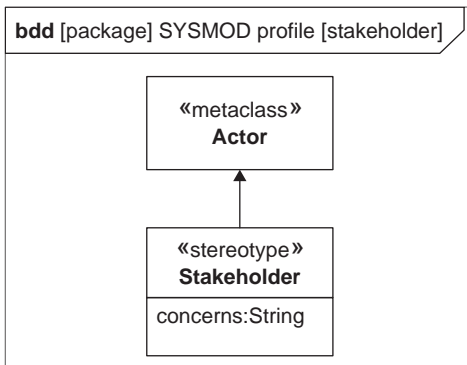 bdd [package] SYSMOD profile [stakeholder]
«metaclass»
Actor
«stereotype»
Stakeholder
concerns:String